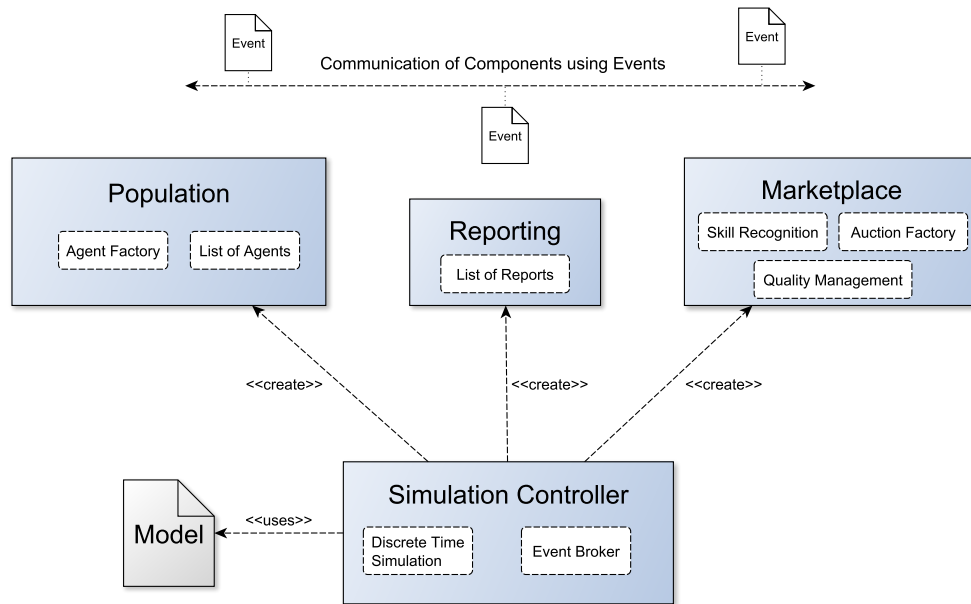 Event
Event
Communication of Components using Events
Event
Population
Agent Factory
List of Agents
Reporting
List of Reports
Marketplace
Skill Recognition
Auction Factory
Quality Management
<<create>>
<<create>>
<<create>>
Simulation Controller
Discrete Time
Simulation
Event Broker
<<uses>>
Model